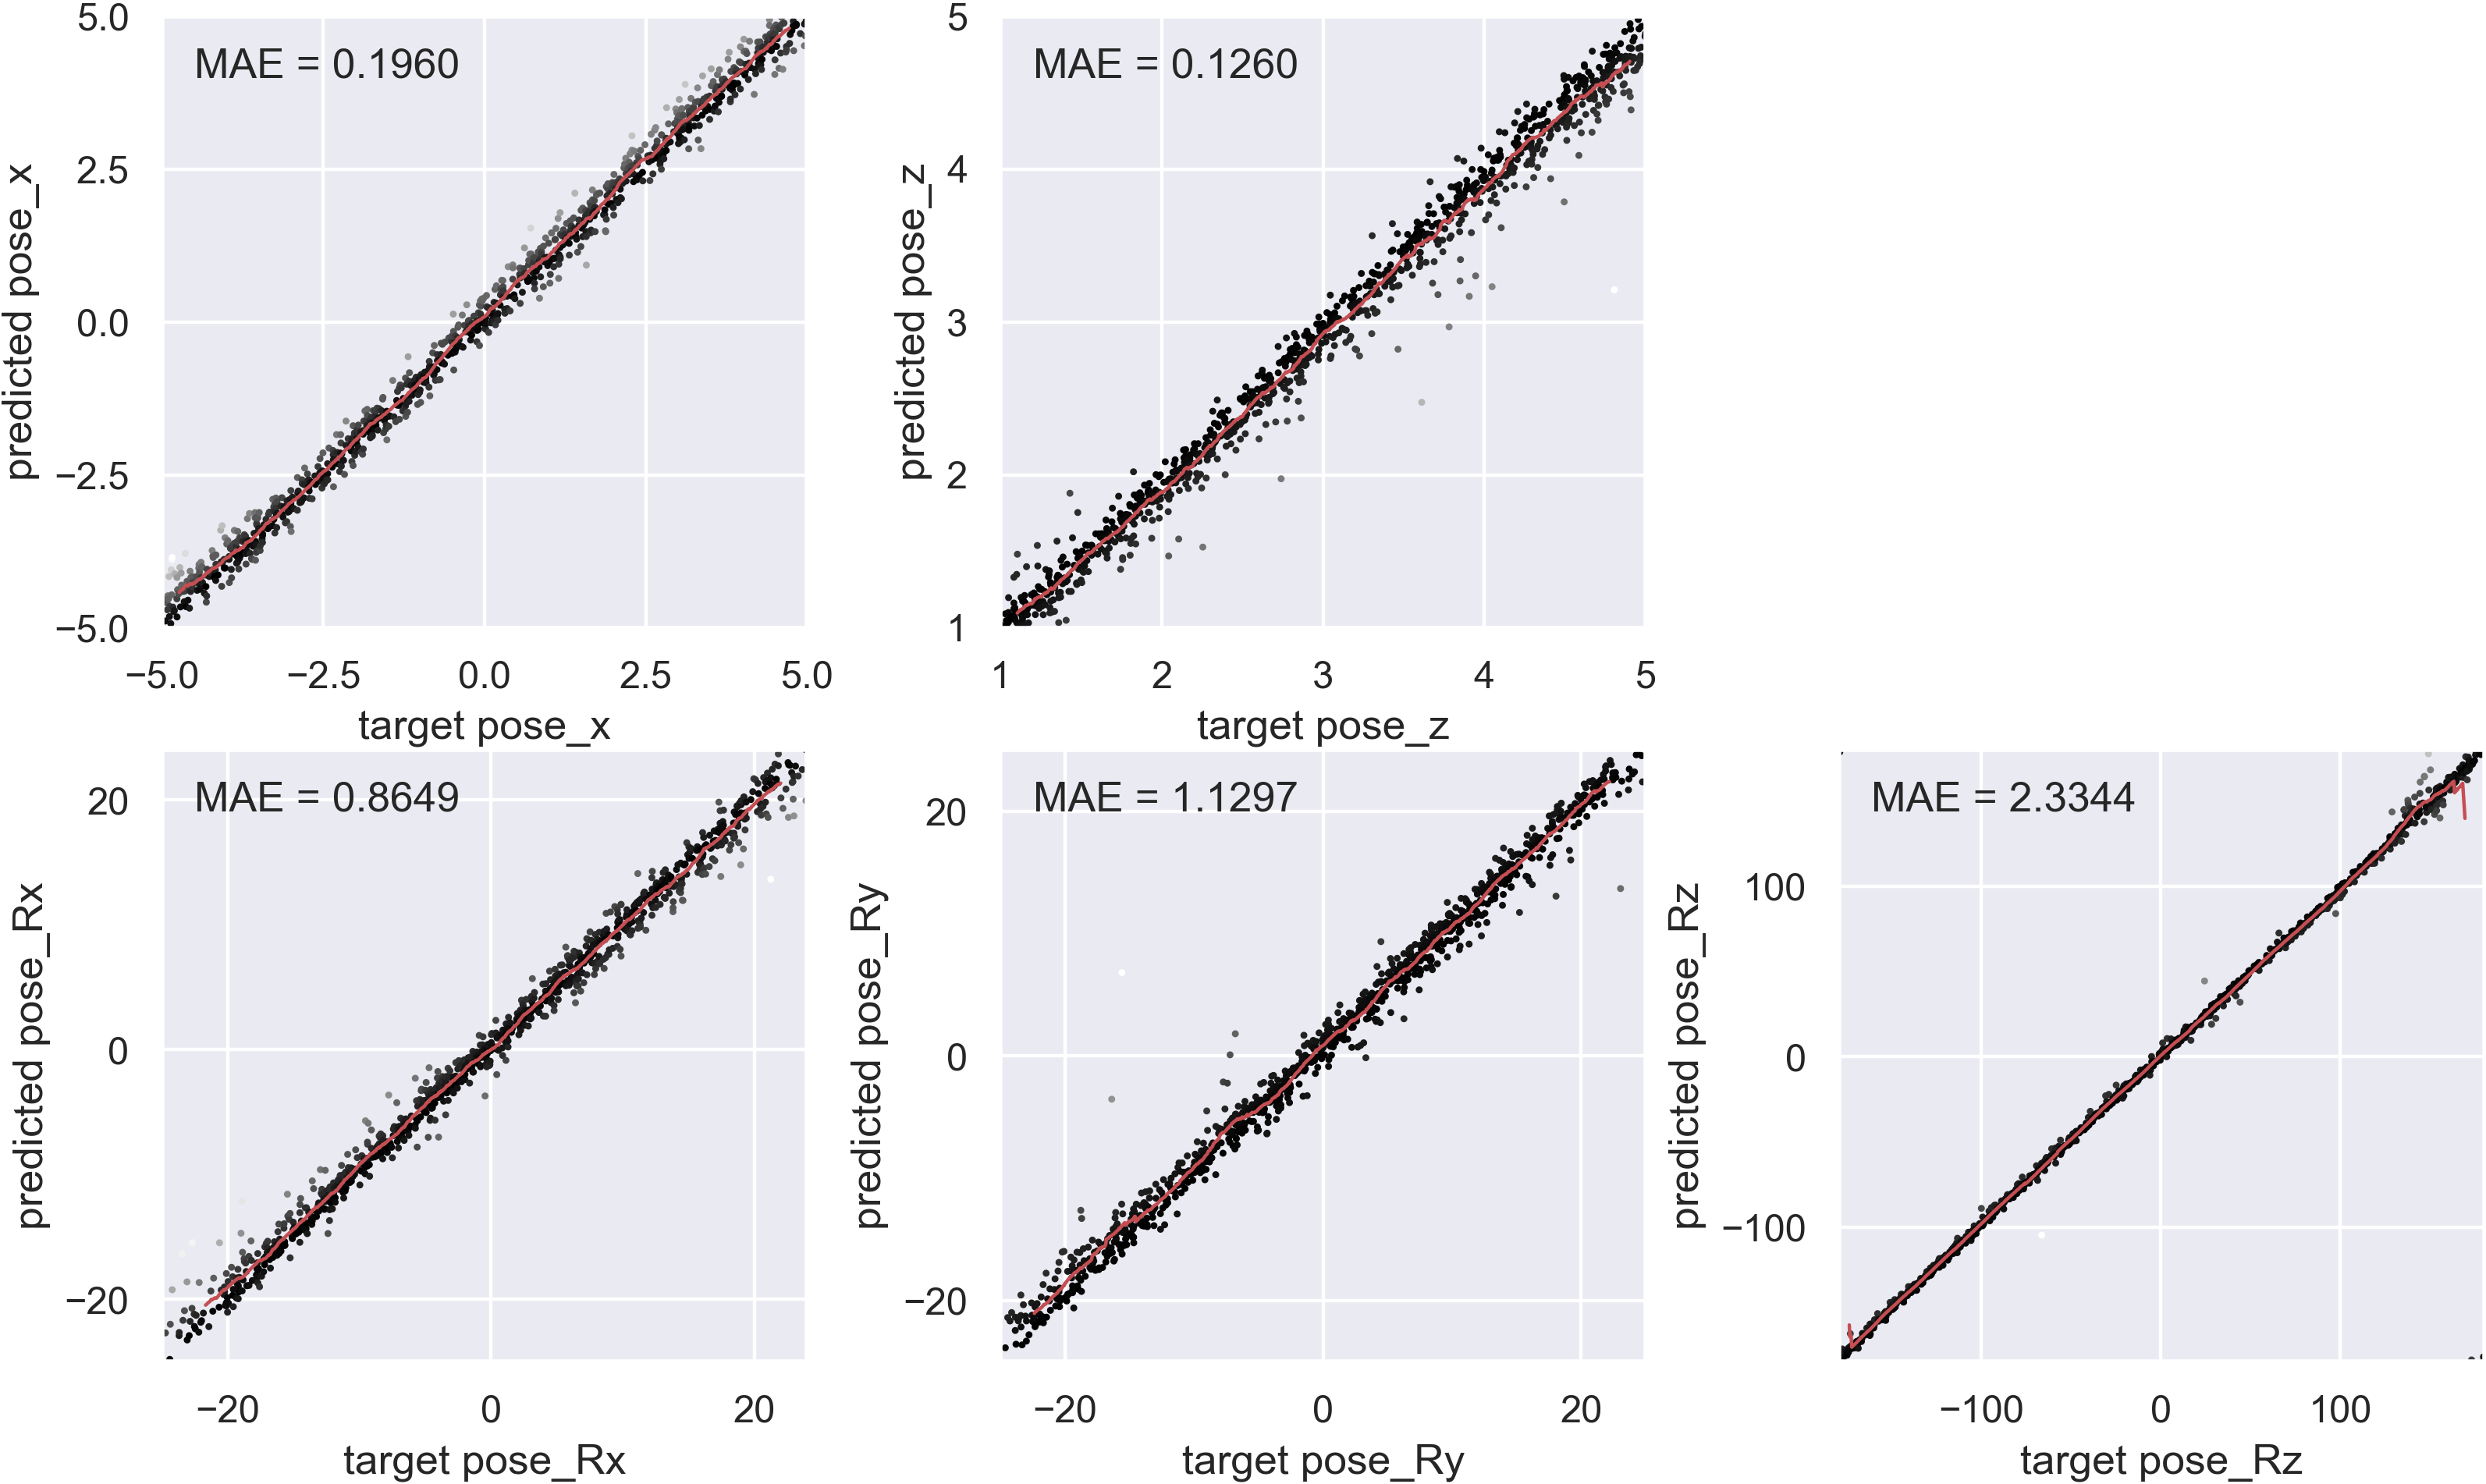 MAE = 0.1960
predicted pose_x
5.0
2.5
0.0
−2.5
−5.0
−5.0 −2.5 0.0 2.5 5.0
target pose_x
MAE = 0.1260
predicted pose_z
5
4
3
2
1
1 2 3 4 5
target pose_z
MAE = 0.8649
predicted pose_Rx
20
0
−20
−20 0 20
target pose_Rx
MAE = 1.1297
predicted pose_Ry
20
0
−20
−20 0 20
target pose_Ry
MAE = 2.3344
predicted pose_Rz
100
0
−100
−100 0 100
target pose_Rz